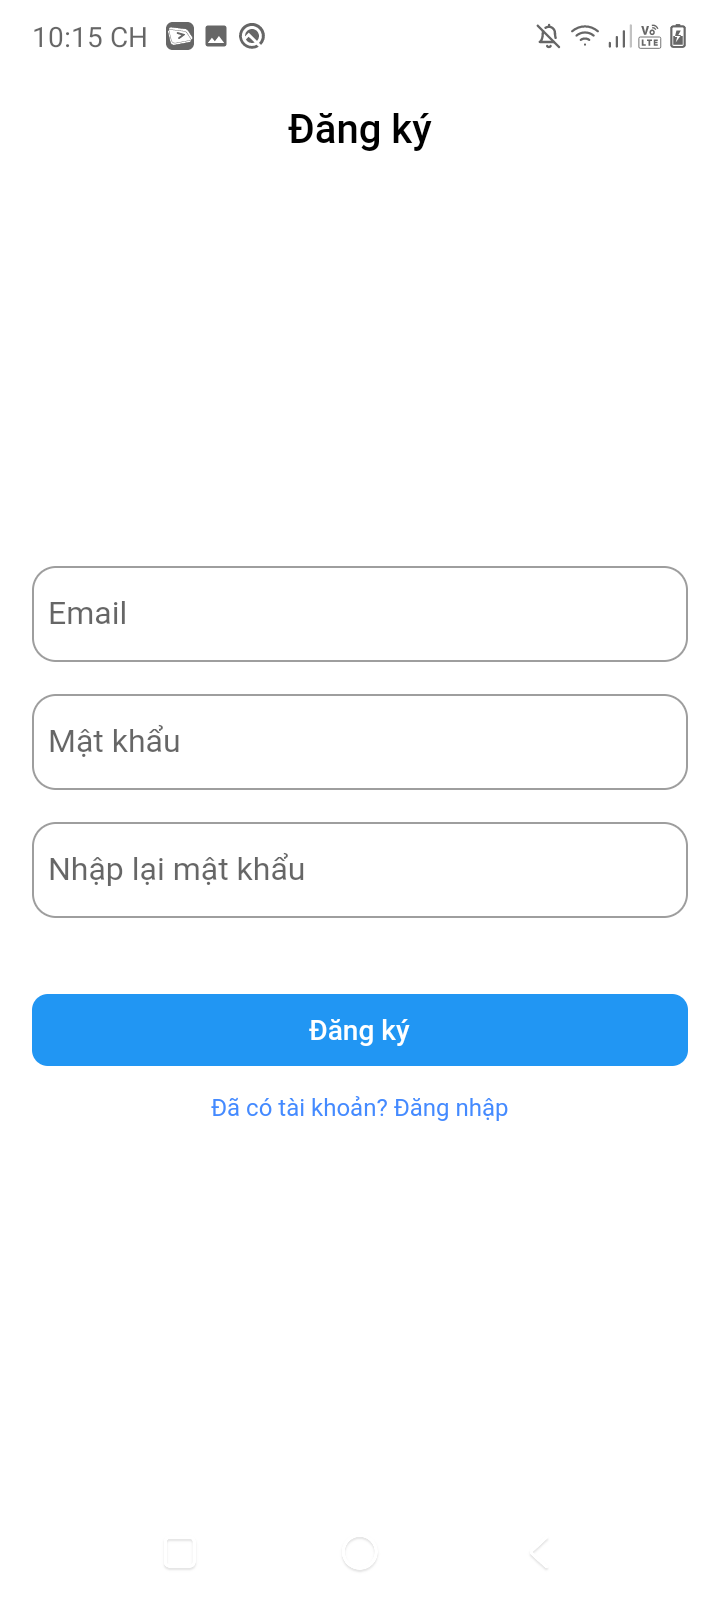 10:15 CH
Vo
LTE
Đăng ký
Email
Mật khẩu
Nhập lại mật khẩu
Đăng ký
Đã có tài khoản? Đăng nhập